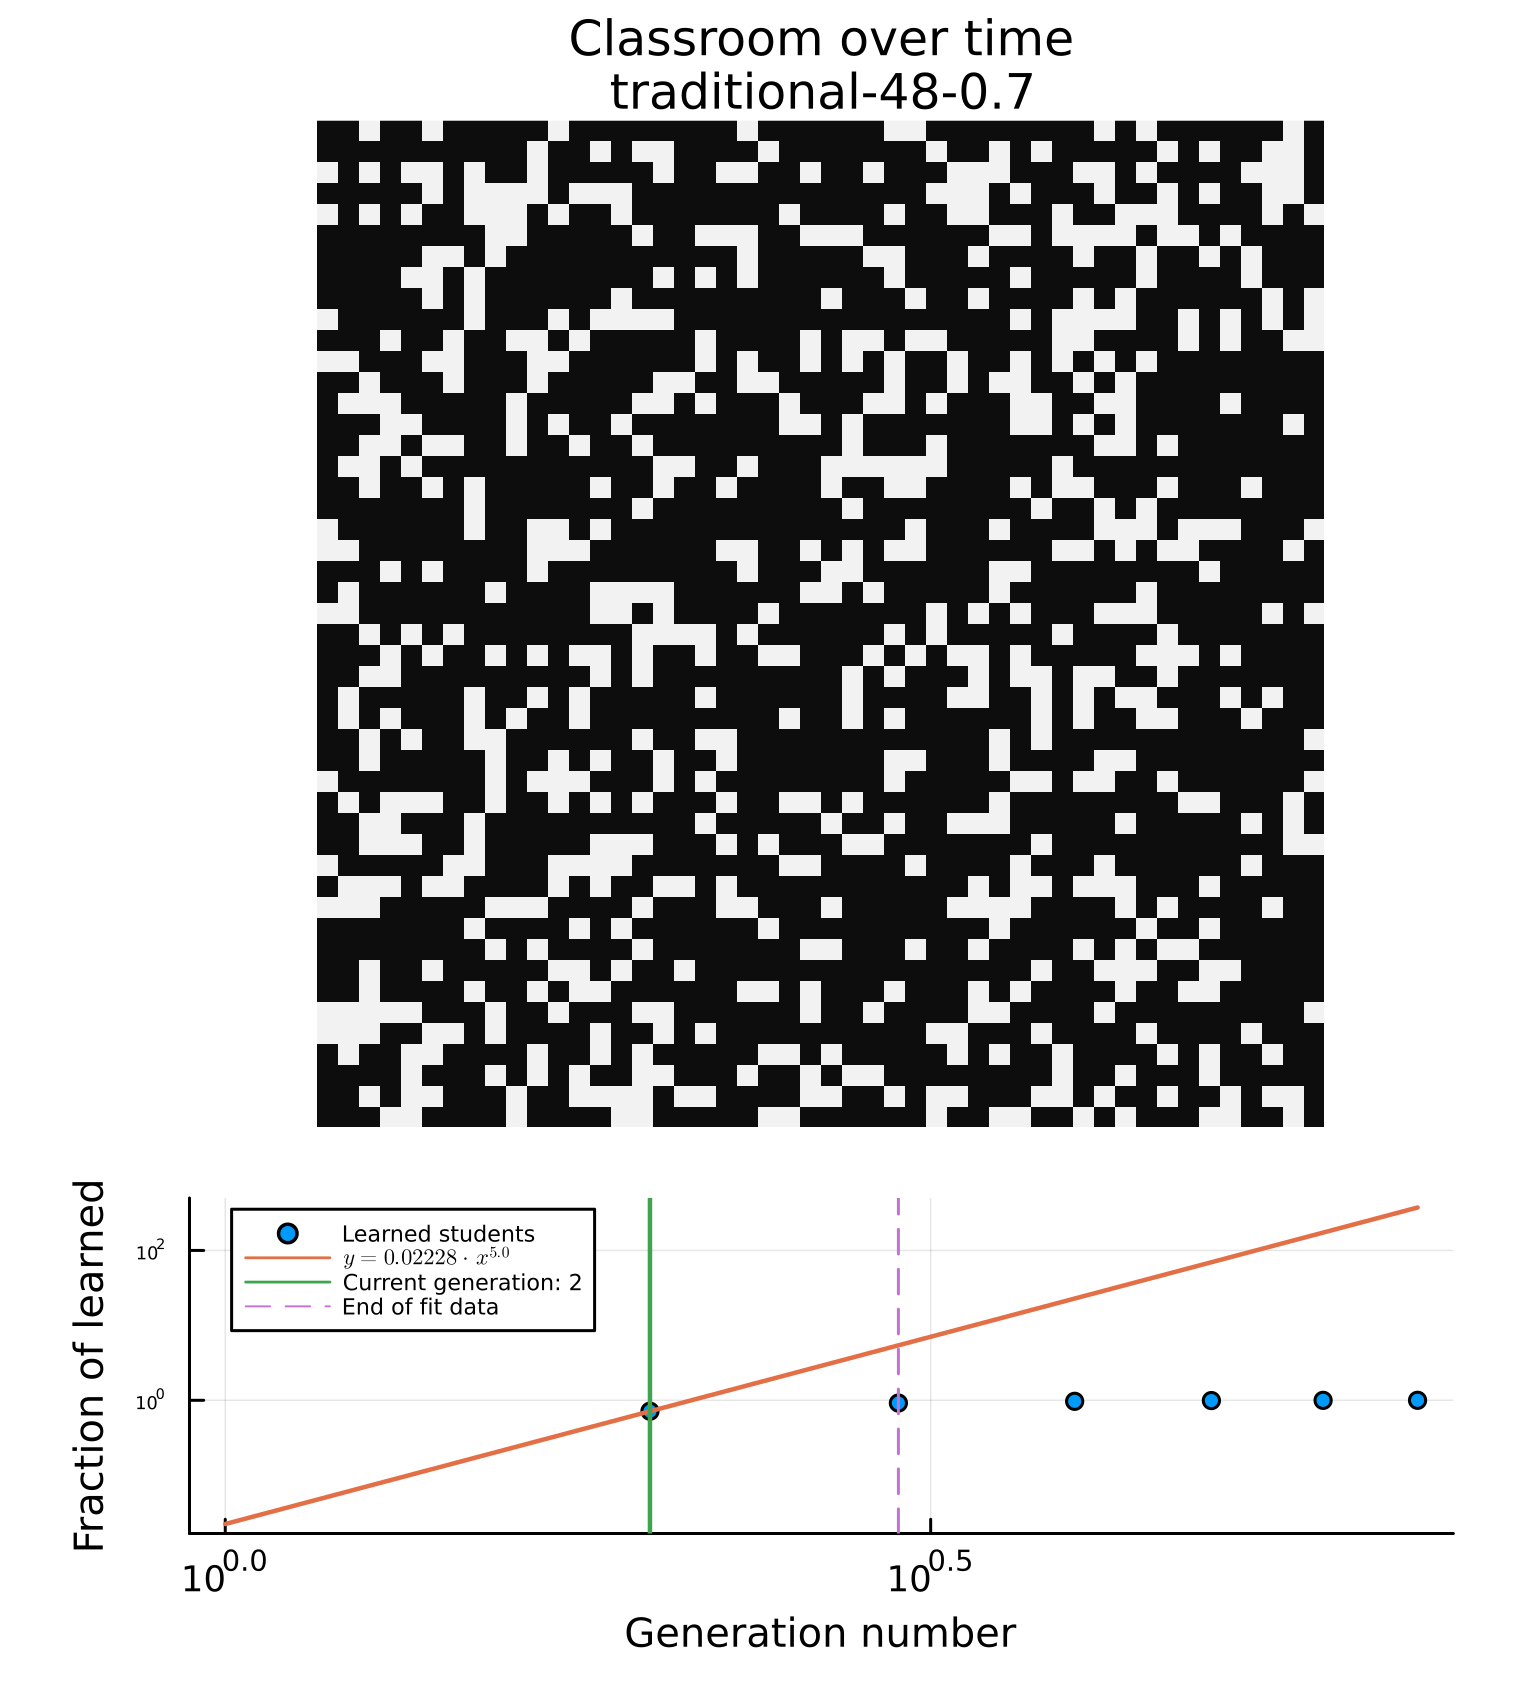 Classroom over time
traditional-48-0.7
Fraction of learned
10^2
10^0
Learned students
y = 0.02228 · x^5.0
Current generation: 2
End of fit data
10^0.0
10^0.5
Generation number